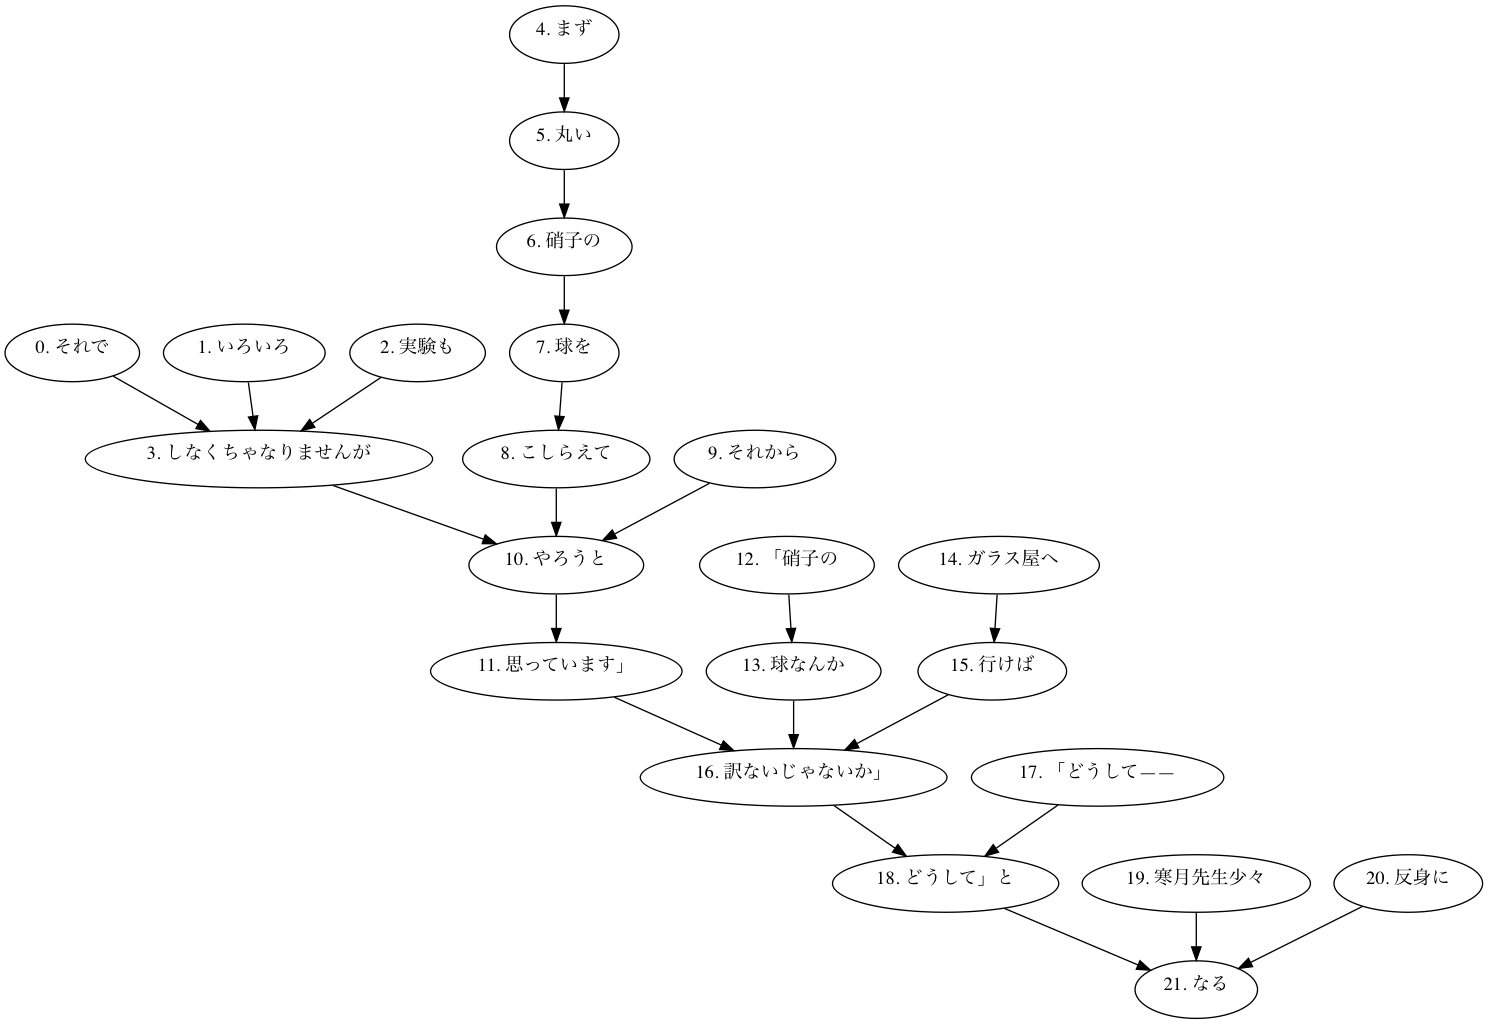 4. まず
5. 丸い
6. 硝子の
0. それで
1. いろいろ
2. 実験も
7. 球を
3. しなくちゃなりませんが
8. こしらえて
9. それから
10. やろうと
12. 「硝子の
14. ガラス屋へ
11. 思っています」
13. 球なんか
15. 行けば
16. 訳ないじゃないか」
17. 「どうして——
18. どうして」と
19. 寒月先生少々
20. 反身に
21. なる